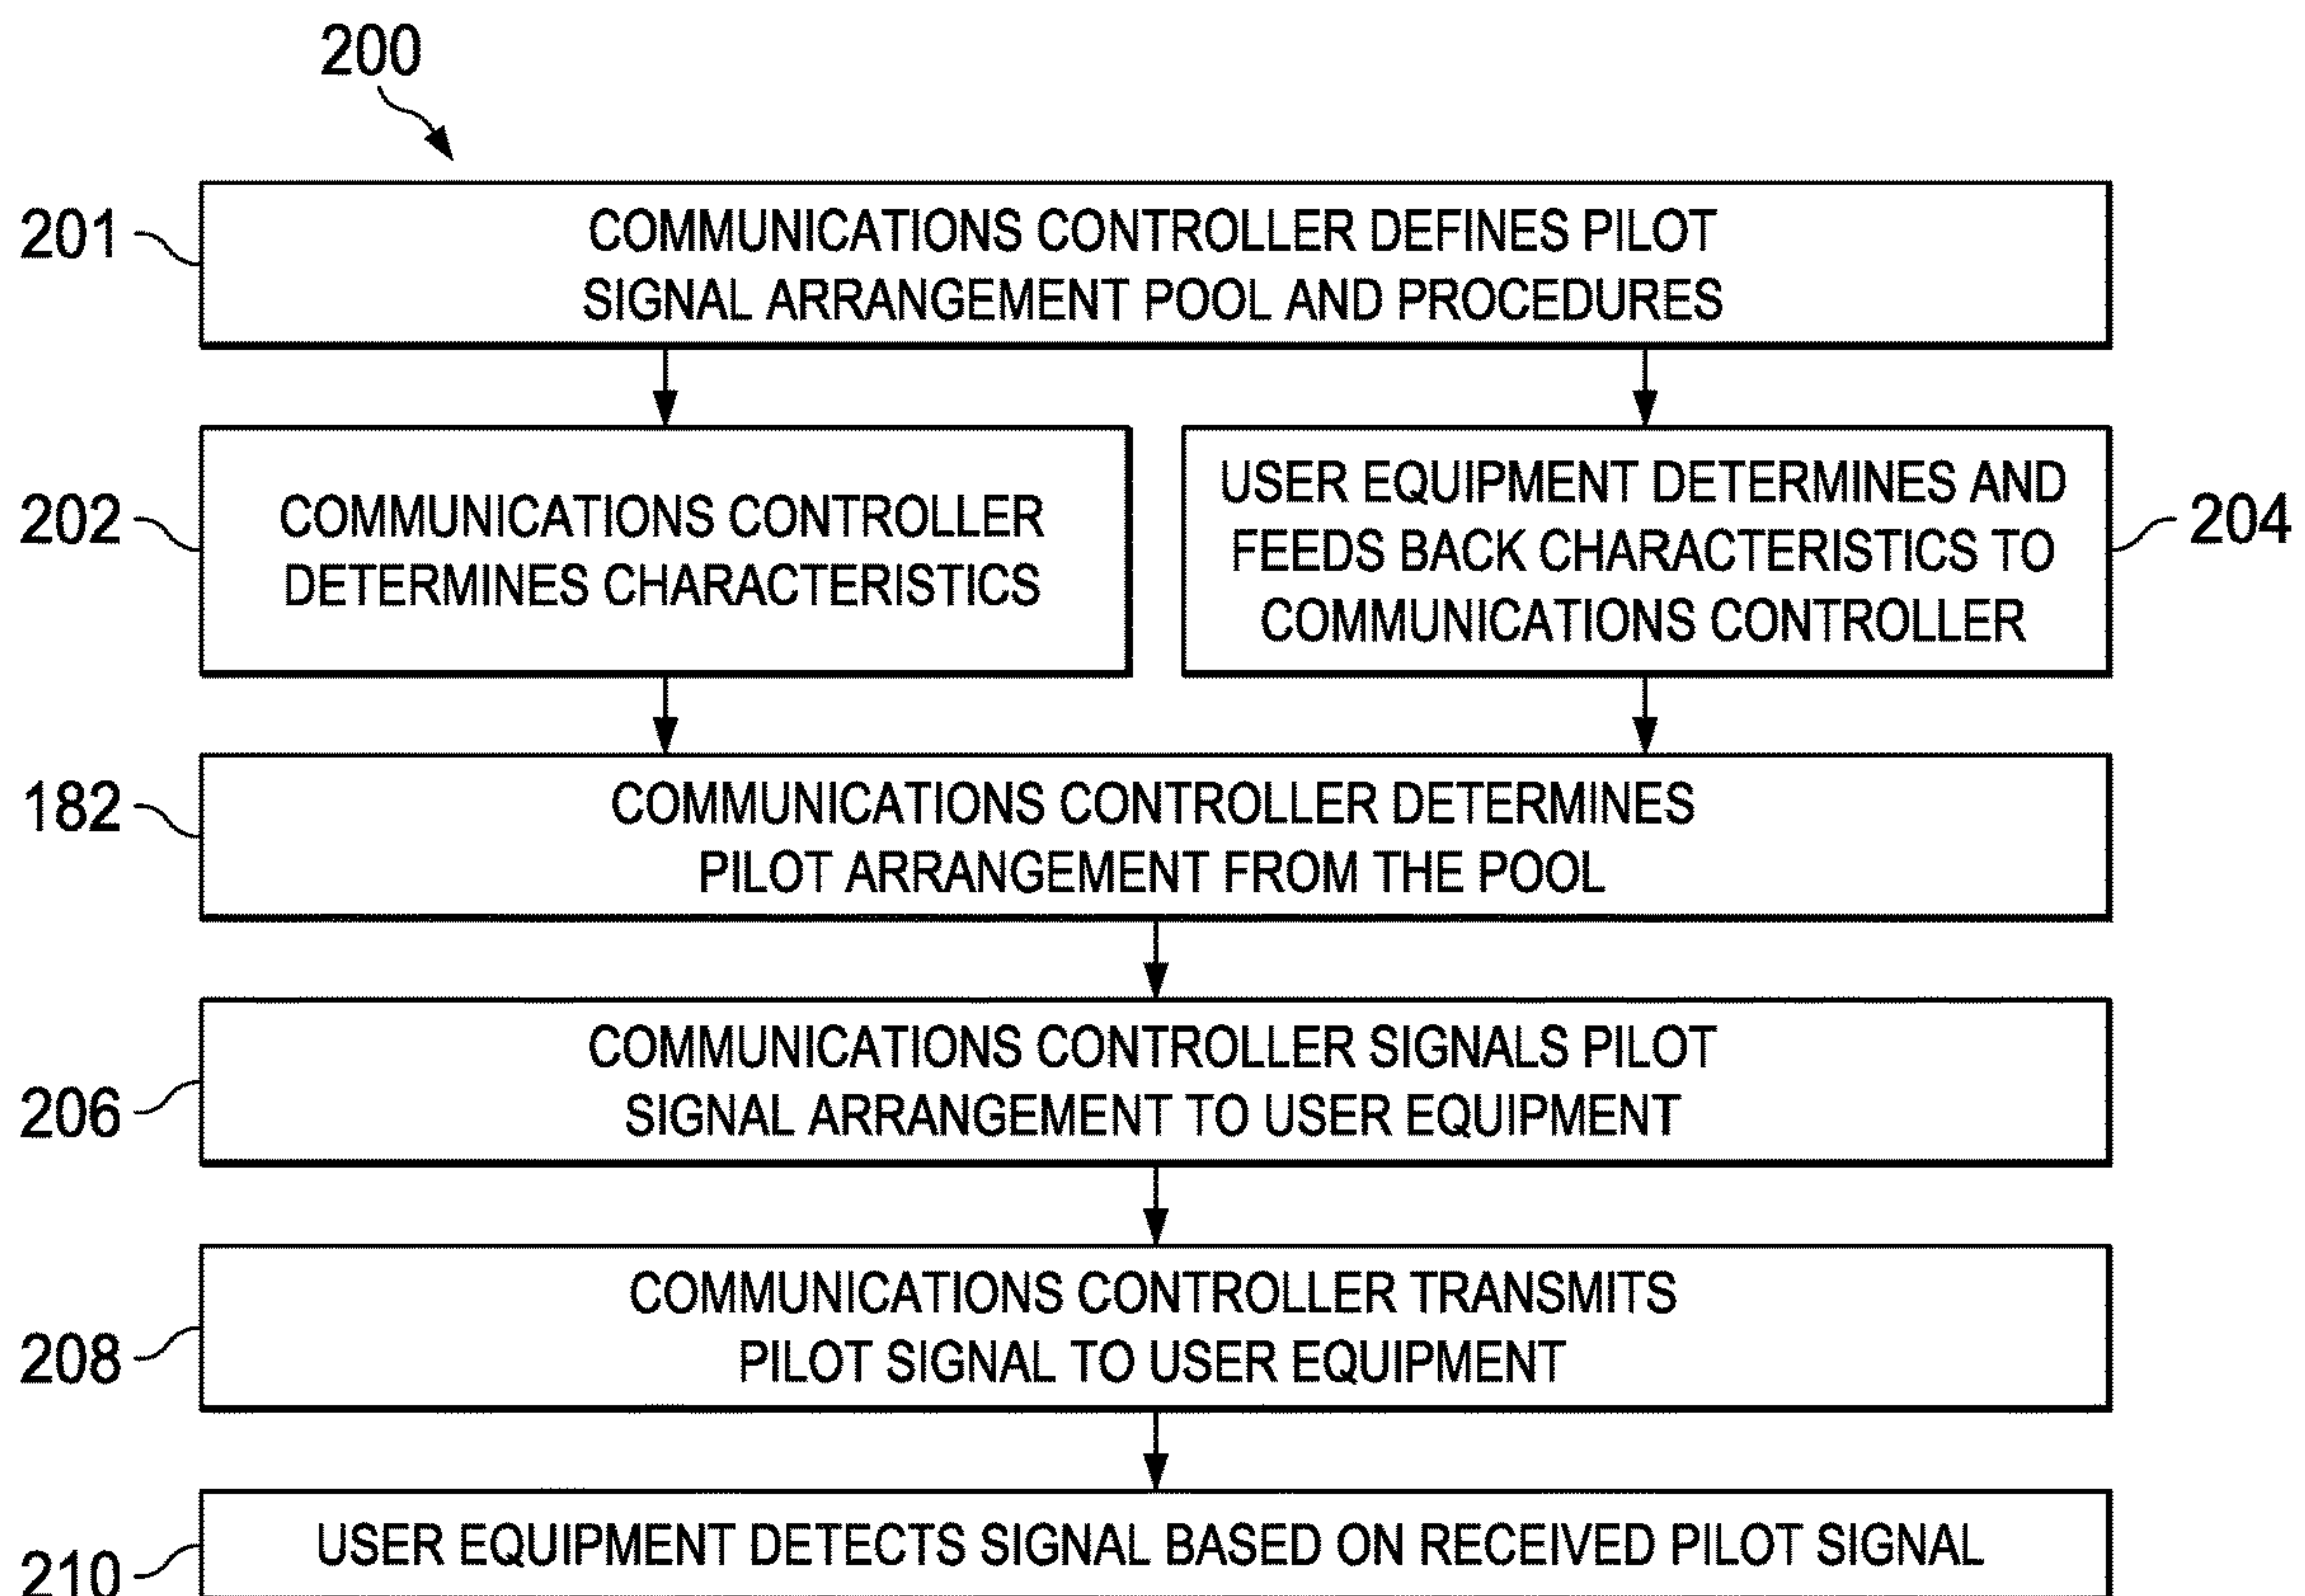 200
201
COMMUNICATIONS CONTROLLER DEFINES PILOT
SIGNAL ARRANGEMENT POOL AND PROCEDURES
202
COMMUNICATIONS CONTROLLER
DETERMINES CHARACTERISTICS
USER EQUIPMENT DETERMINES AND
FEEDS BACK CHARACTERISTICS TO
COMMUNICATIONS CONTROLLER
204
182
COMMUNICATIONS CONTROLLER DETERMINES
PILOT ARRANGEMENT FROM THE POOL
206
COMMUNICATIONS CONTROLLER SIGNALS PILOT
SIGNAL ARRANGEMENT TO USER EQUIPMENT
208
COMMUNICATIONS CONTROLLER TRANSMITS
PILOT SIGNAL TO USER EQUIPMENT
210
USER EQUIPMENT DETECTS SIGNAL BASED ON RECEIVED PILOT SIGNAL